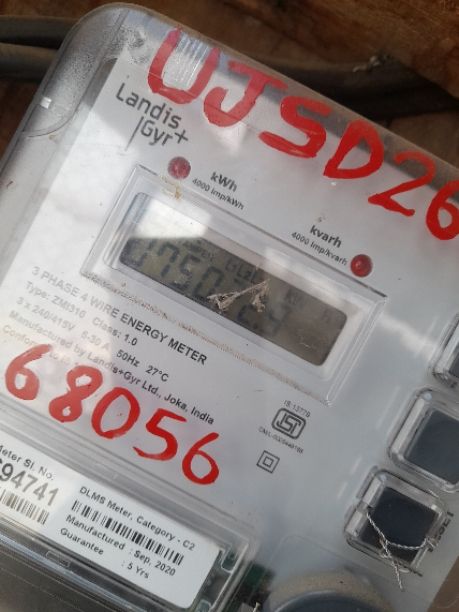 UJSD26
Landis
Gyr+
kWh
4000 imp/kWh
kvarh
4000 imp/kvarh
3 PHASE 4 WIRE ENERGY METER
Type: ZMI310 Class: 1.0
3 x 240/415V 5-30 A 50Hz 27°C
Manufactured by Landis+Gyr Ltd., Joka, India
IS 13779
68056
Meter Sl. No.
94741
DLMS Meter, Category - C2
Manufactured : Sep, 2020
Guarantee : 5 Yrs